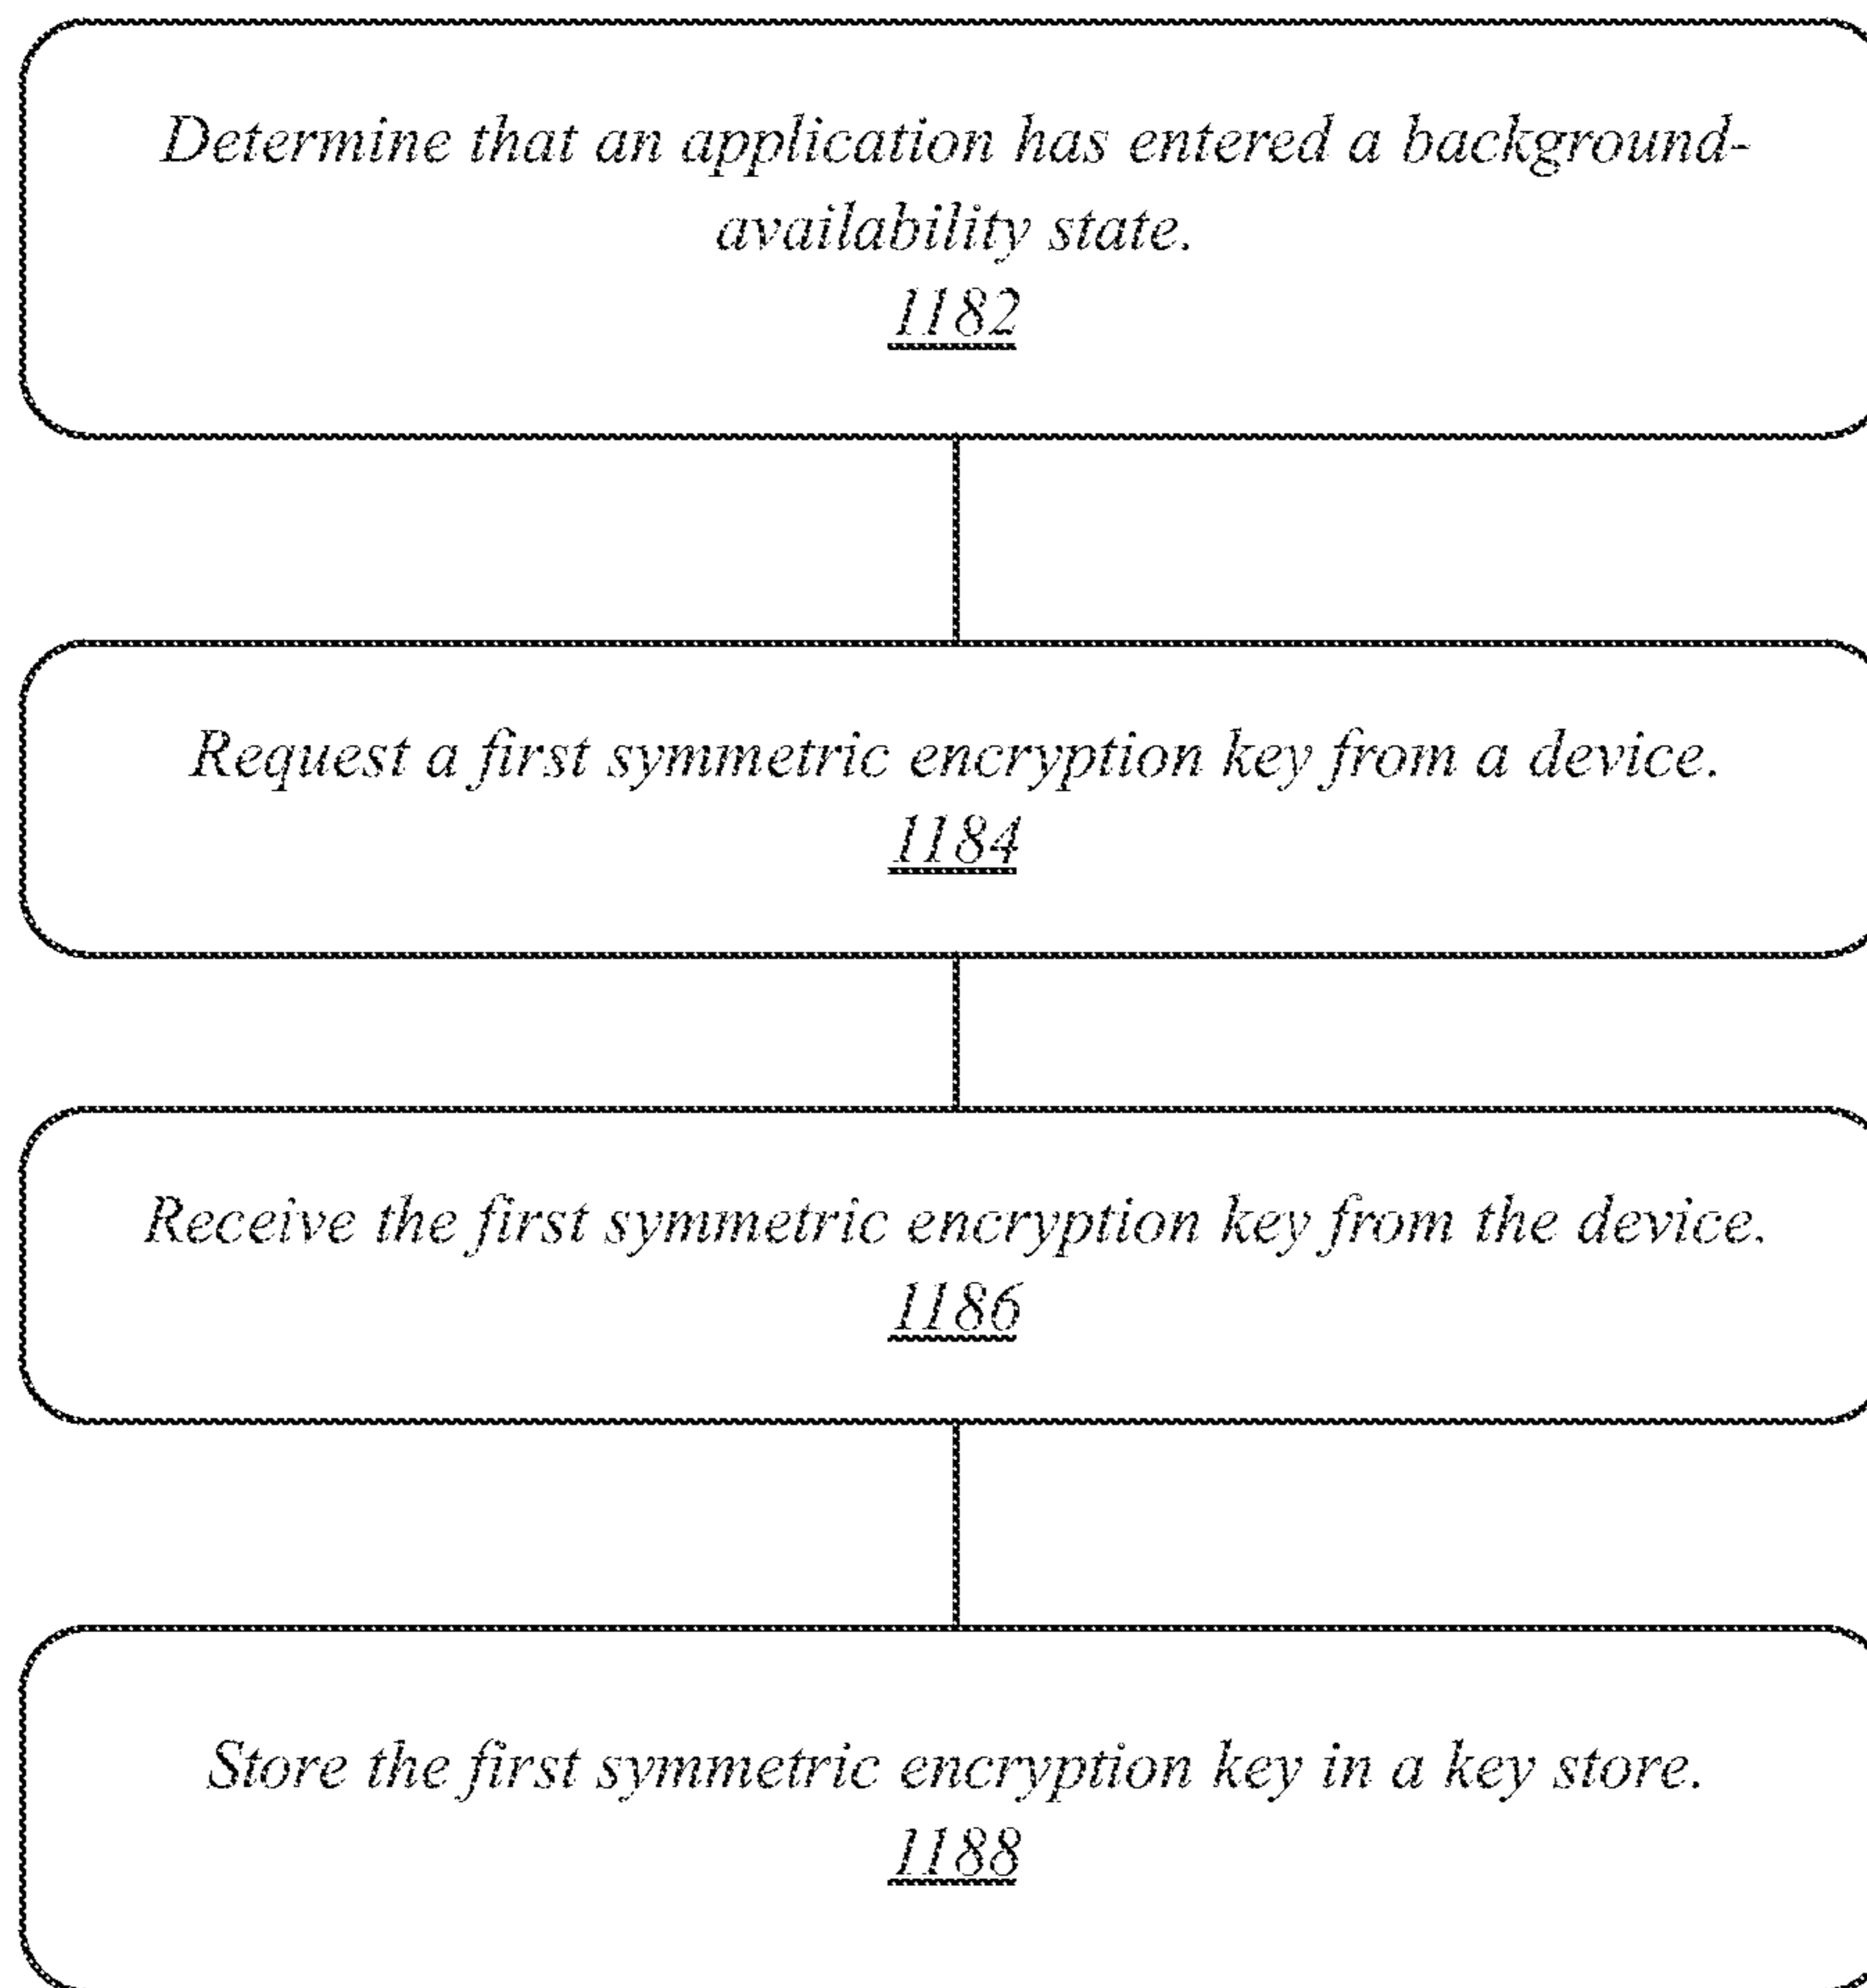 Determine that an application has entered a background-
availability state.
1182
Request a first symmetric encryption key from a device.
1184
Receive the first symmetric encryption key from the device.
1186
Store the first symmetric encryption key in a key store.
1188